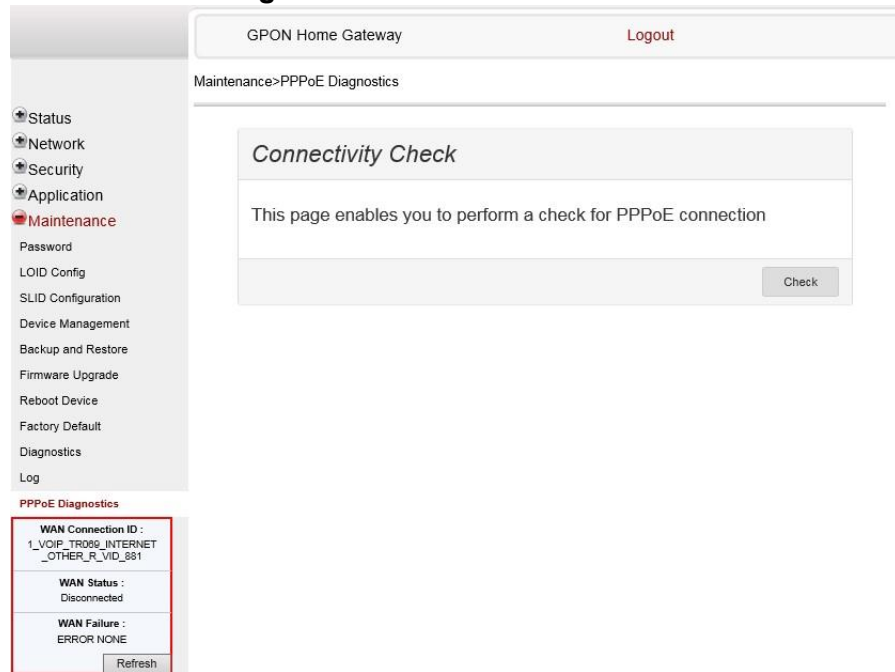 GPON Home Gateway
Logout
Maintenance>PPPoE Diagnostics
Status
Network
Security
Application
Maintenance
Password
LOID Config
SLID Configuration
Device Management
Backup and Restore
Firmware Upgrade
Reboot Device
Factory Default
Diagnostics
Log
PPPoE Diagnostics
WAN Connection ID :
1_VOIP_TR069_INTERNET
_OTHER_R_VID_881
WAN Status :
Disconnected
WAN Failure :
ERROR NONE
Refresh
Connectivity Check
This page enables you to perform a check for PPPoE connection
Check